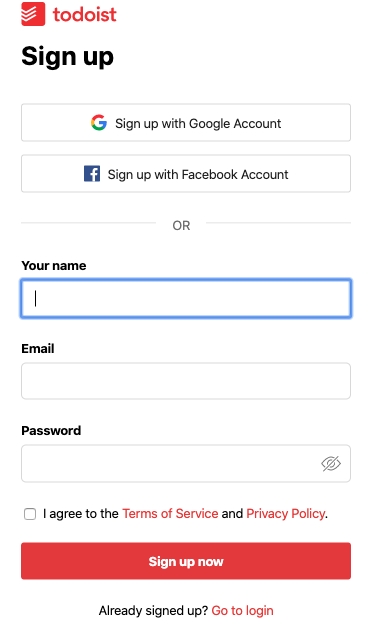 todoist
Sign up
Sign up with Google Account
Sign up with Facebook Account
OR
Your name
Email
Password
I agree to the Terms of Service and Privacy Policy.
Sign up now
Already signed up? Go to login